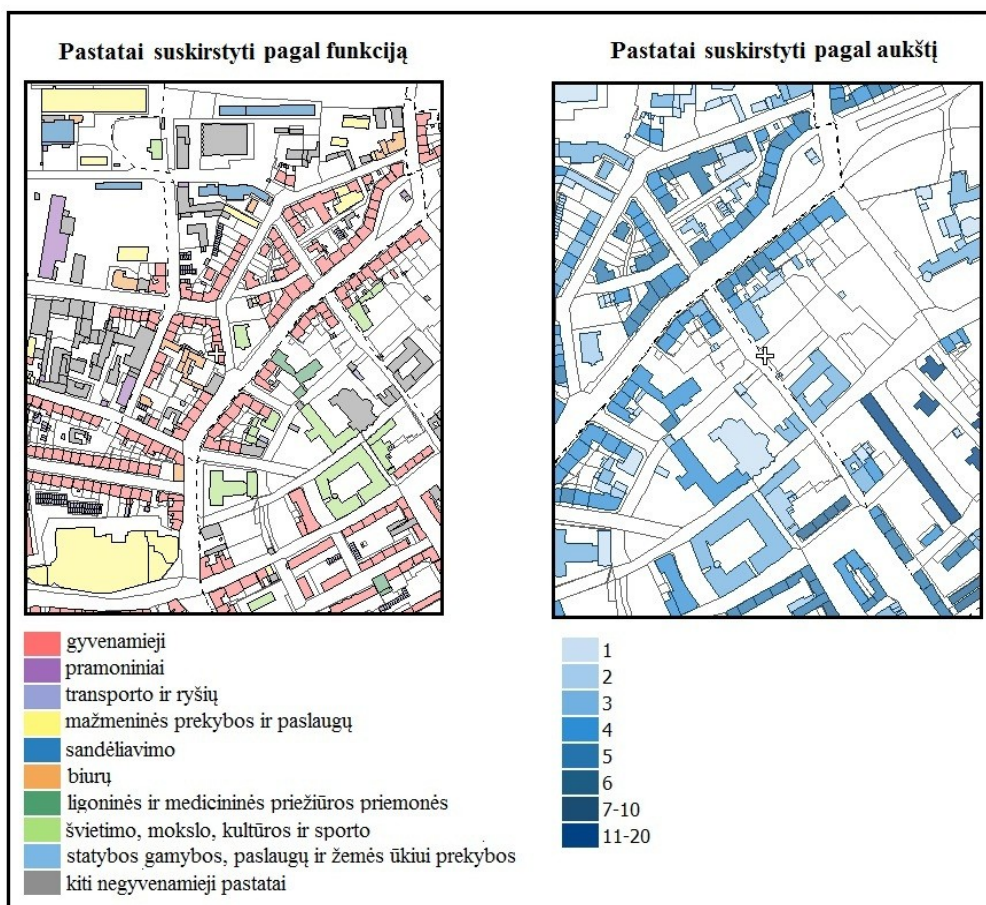 Pastatai suskirstyti pagal funkciją
Pastatai suskirstyti pagal aukštį
gyvenamieji
pramoniniai
transporto ir ryšių
mažmeninės prekybos ir paslaugų
sandėliavimo
biurų
ligoninės ir medicininės priežiūros priemonės
švietimo, mokslo, kultūros ir sporto
statybos gamybos, paslaugų ir žemės ūkiui prekybos
kiti negyvenamieji pastatai
1
2
3
4
5
6
7-10
11-20